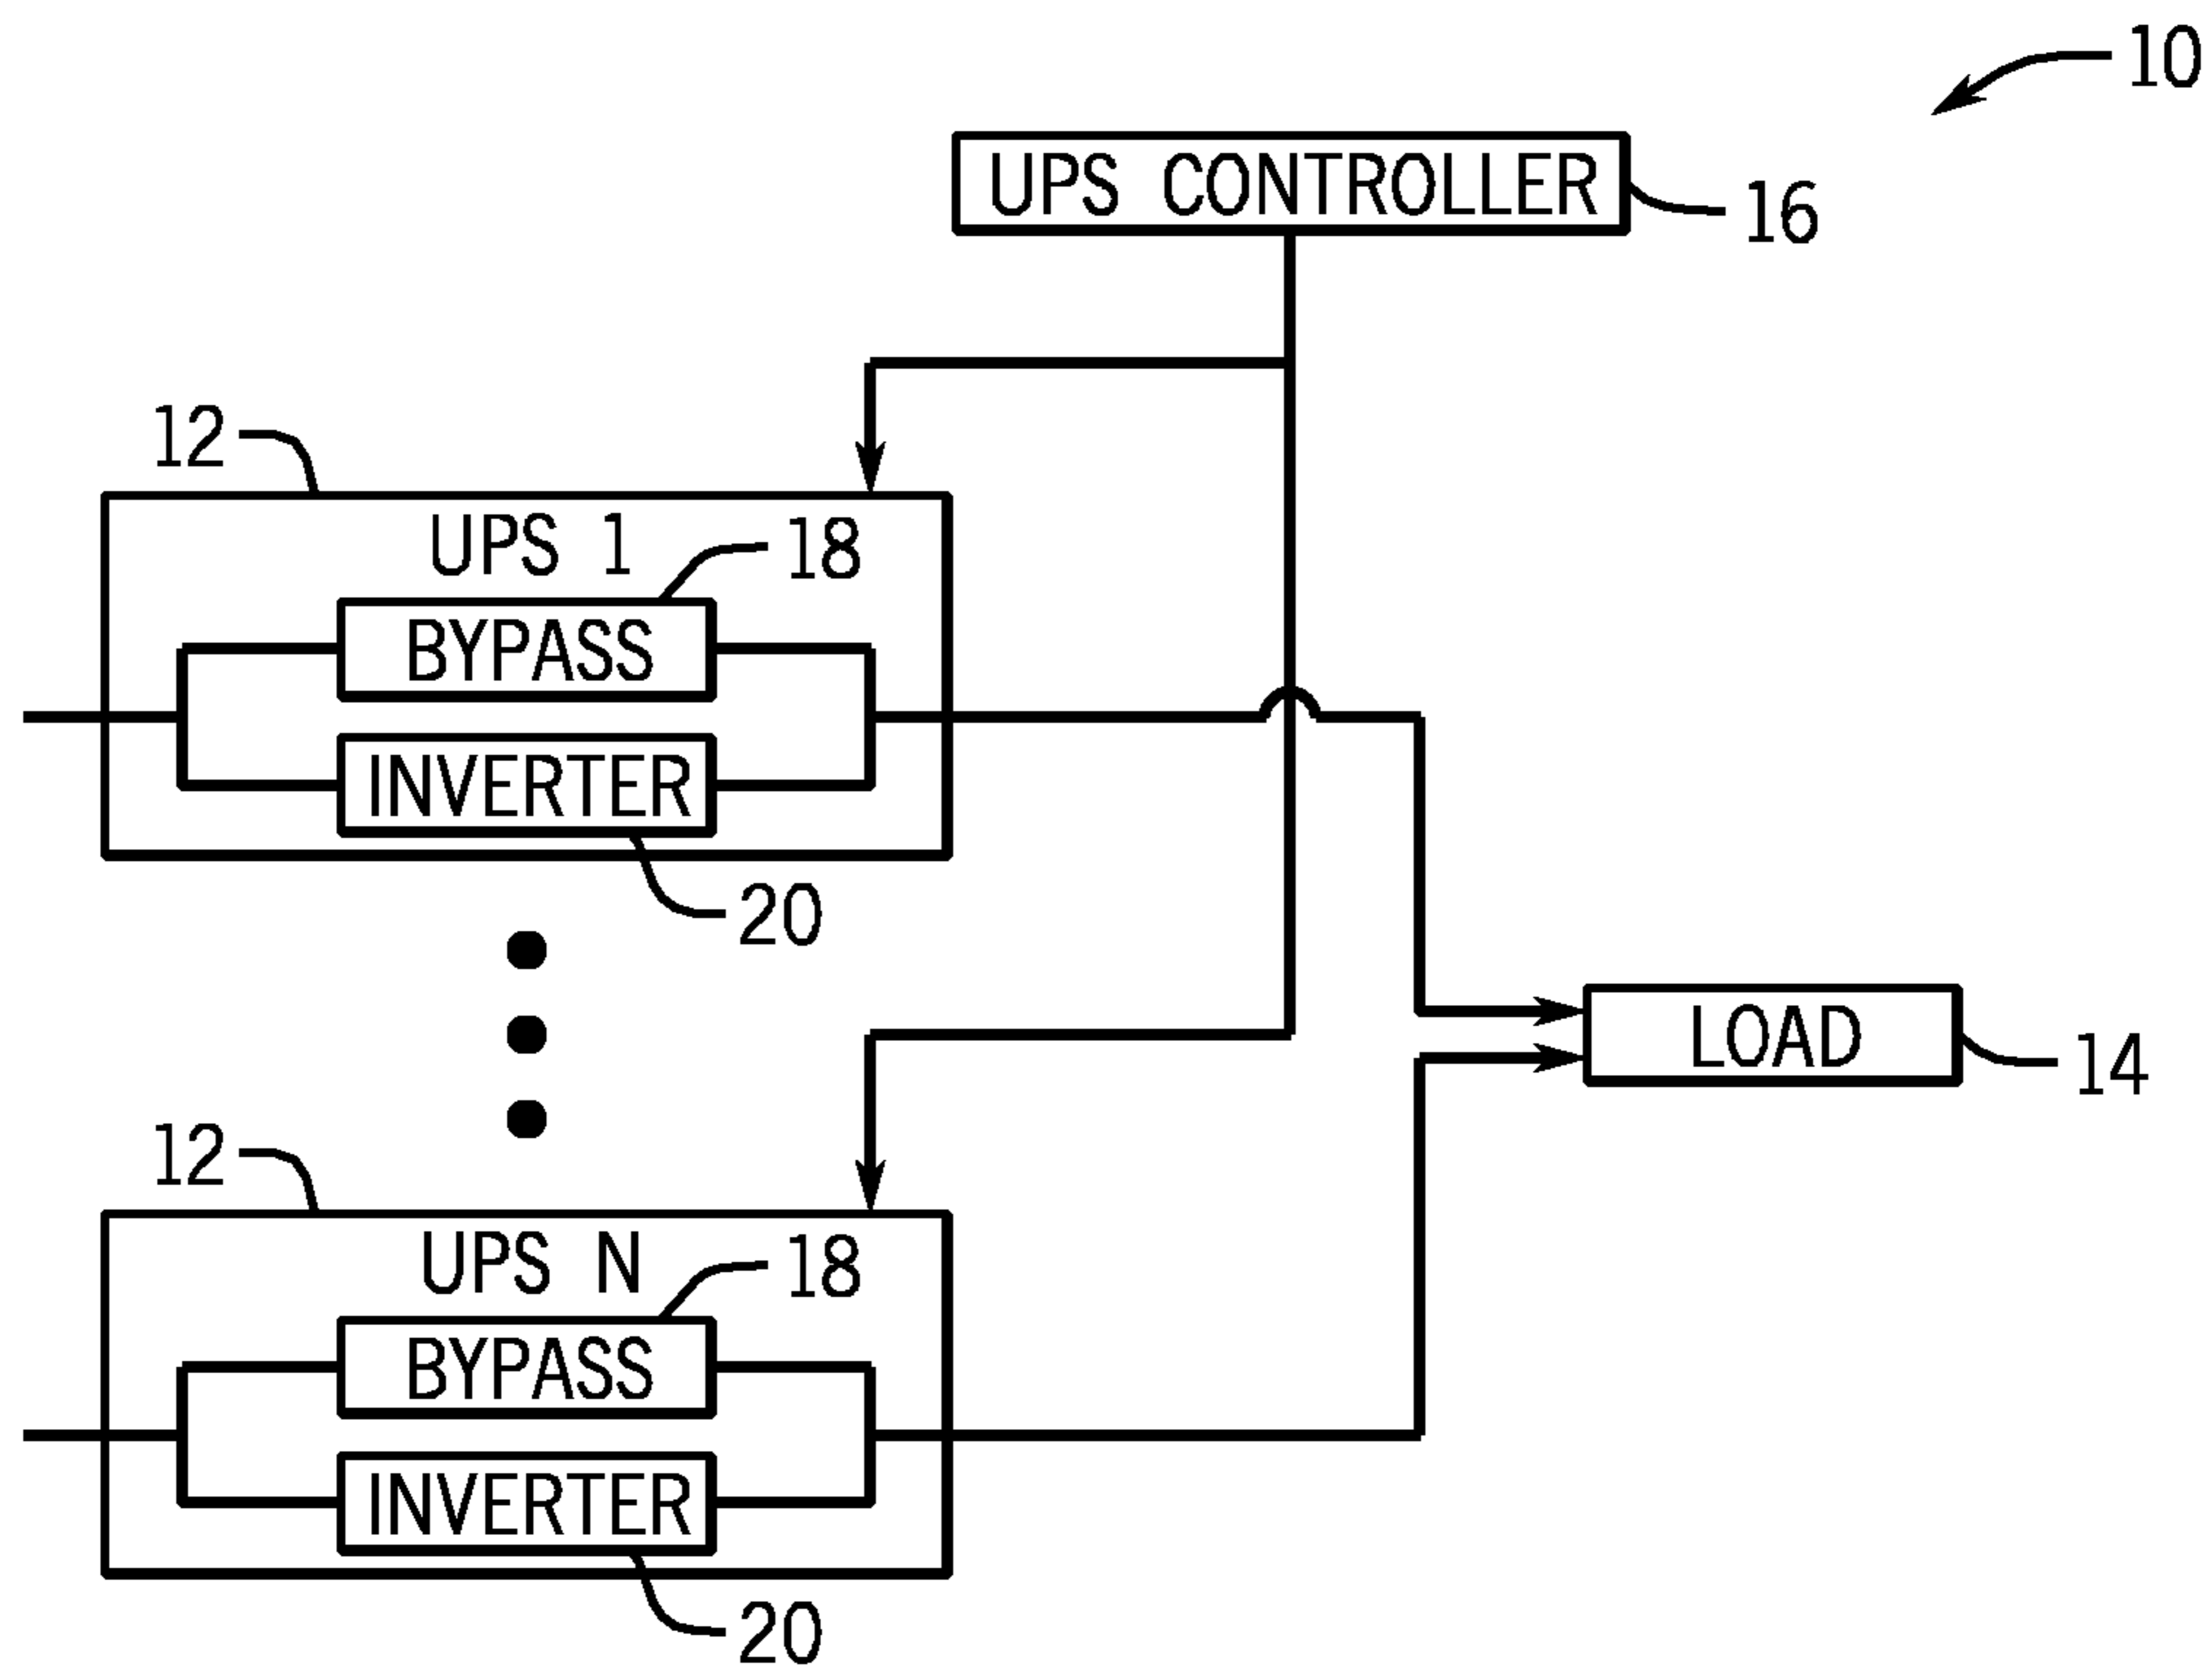 10
UPS CONTROLLER
16
12
UPS 1
18
BYPASS
INVERTER
20
LOAD
14
12
UPS N
18
BYPASS
INVERTER
20